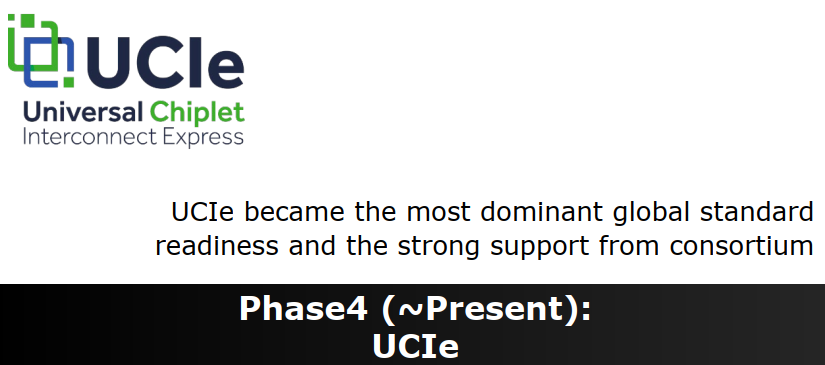 UCIe
Universal Chiplet
Interconnect Express
UCIe became the most dominant global standard
readiness and the strong support from consortium
Phase4 (~Present):
UCIe